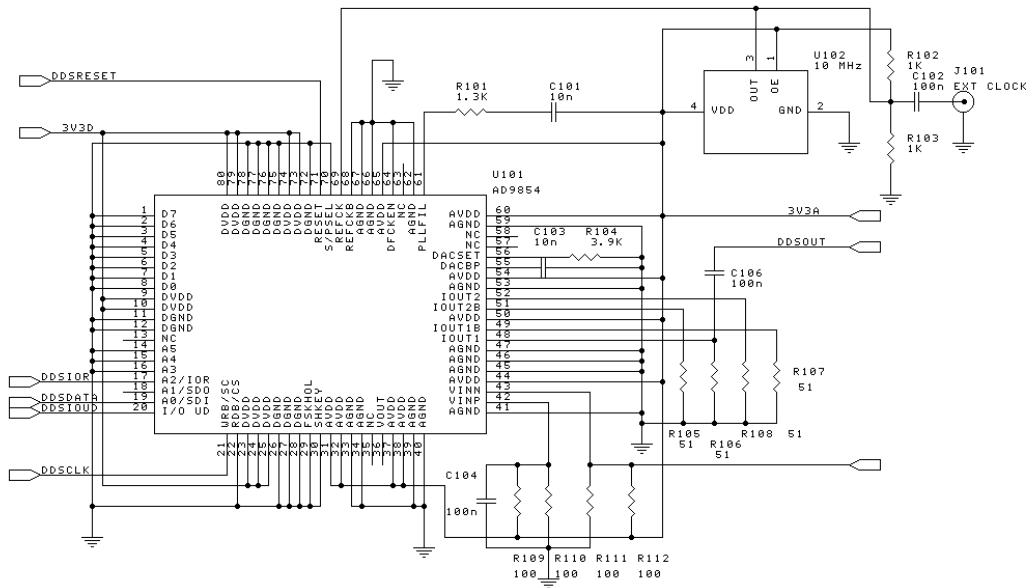 DDSRESET
3V3D
R101
1.3K
C101
10n
U102
10 MHz
3
OUT
1
OE
4
VDD
GND
2
R102
1K
C102
100n
J101
EXT CLOCK
R103
1K
U101
AD9854
80 DVDD
79 DVDD
78 DGND
77 DGND
76 DGND
75 DGND
74 DVDD
73 DVDD
72 DGND
71 RESET
70 S/PSEL
69 REFCK
68 REFCKB
67 AGND
66 AGND
65 AVDD
64 DFCKEN
63 NC
62 AGND
61 PLLFIL
1 D7
2 D6
3 D5
4 D4
5 D3
6 D2
7 D1
8 D0
9 DVDD
10 DVDD
11 DGND
12 DGND
13 NC
14 A5
15 A4
16 A3
17 A2/IOR
18 A1/SDO
19 A0/SDI
20 I/O UD
AVDD 60
AGND 59
NC 58
NC 57
DACSET 56
DACBP 55
AVDD 54
AGND 53
IOUT2 52
IOUT2B 51
AVDD 50
IOUT1B 49
IOUT1 48
AGND 47
AGND 46
AGND 45
AVDD 44
VINN 43
VINP 42
AGND 41
3V3A
DDSOUT
C103
10n
R104
3.9K
C106
100n
R107
51
R105
51
R106
51
R108
51
DDSIOR
DDSDATA
DDSIOUD
DDSCLK
21 WRB/SC
22 RDB/CS
23 DVDD
24 DVDD
25 DVDD
26 DGND
27 DGND
28 DGND
29 FSKHOL
30 SHKEY
31 AVDD
32 AVDD
33 AGND
34 AGND
35 NC
36 VOUT
37 AVDD
38 AVDD
39 AGND
40 AGND
C104
100n
R109
100
R110
100
R111
100
R112
100